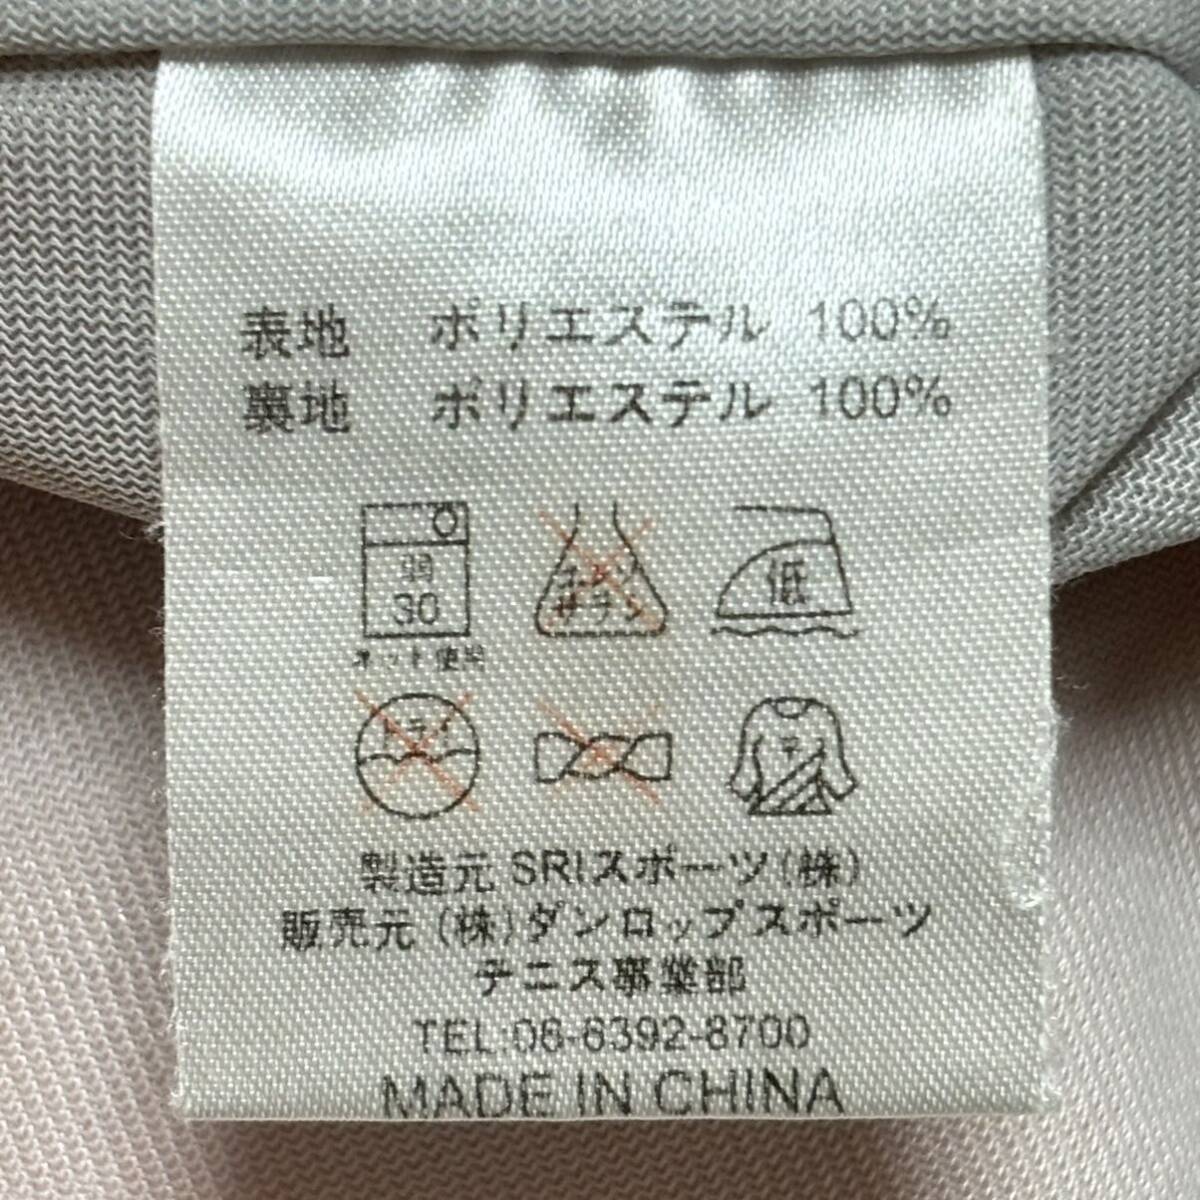 表地 ポリエステル 100%
裏地 ポリエステル 100%
弱
30
ネット使用
エンソ
サラシ
低
ドライ
製造元 SRIスポーツ(株)
販売元 (株)ダンロップスポーツ
テニス事業部
TEL:06-6392-8700
MADE IN CHINA